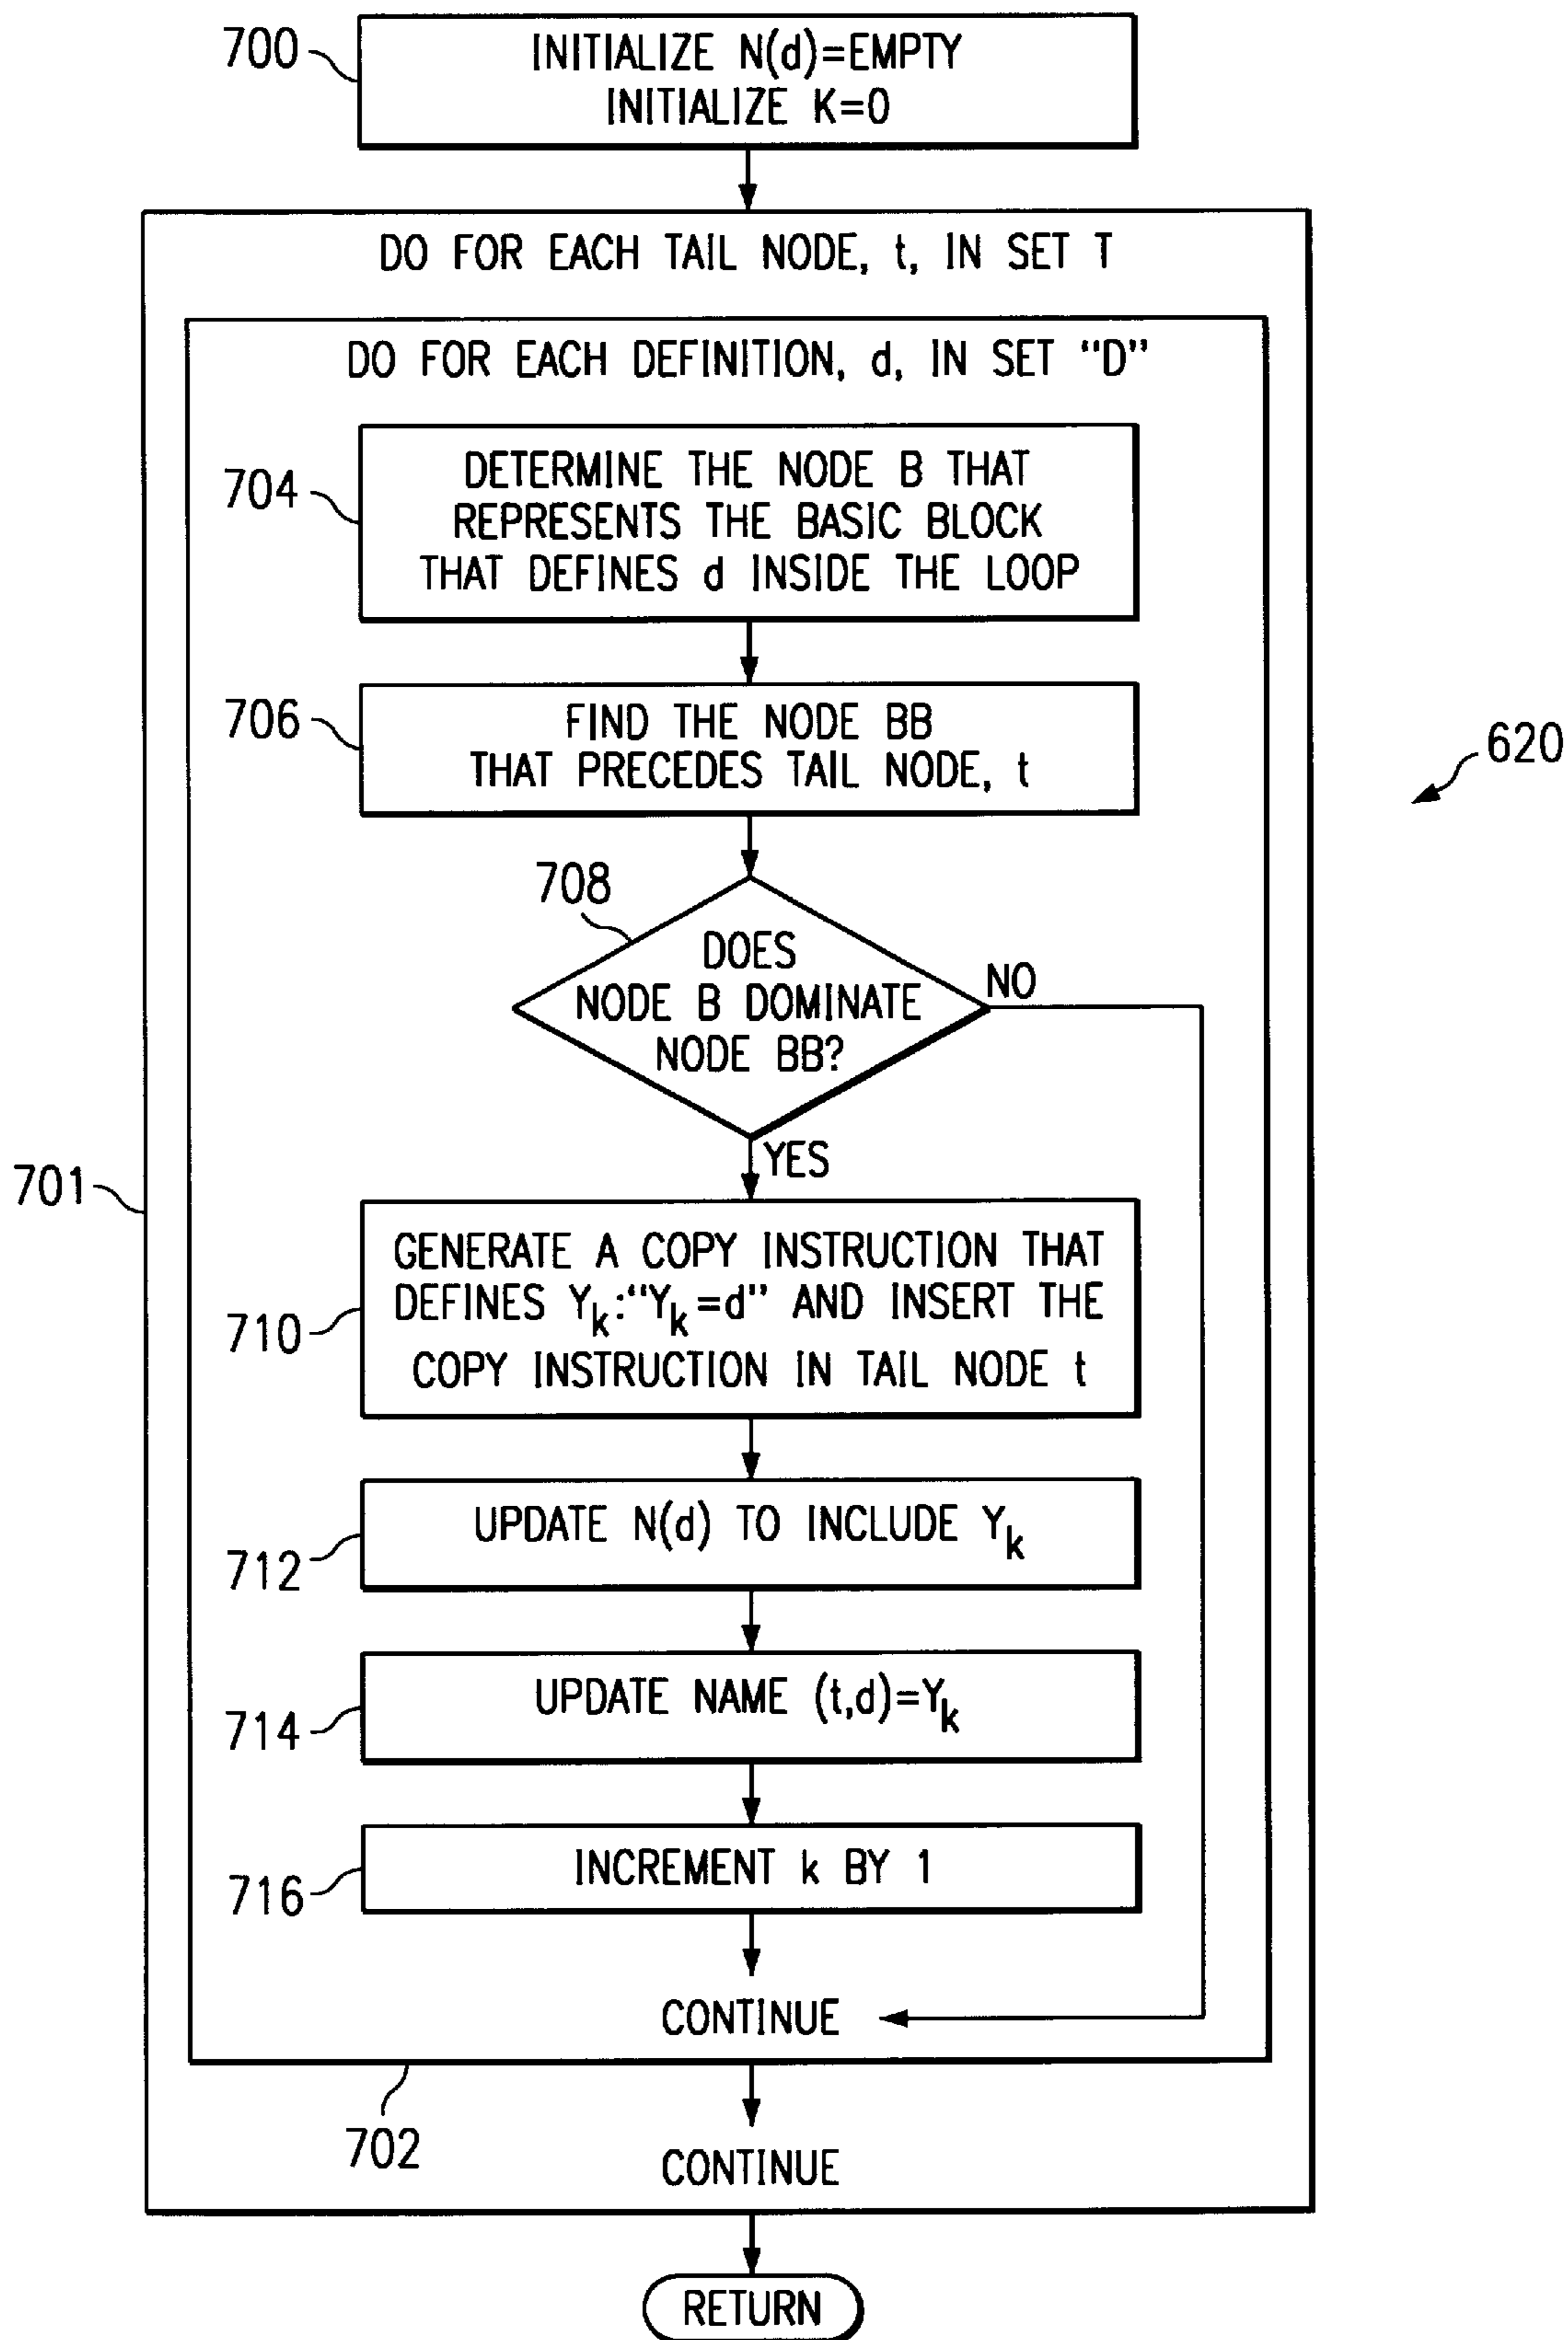 700
INITIALIZE N(d)=EMPTY
INITIALIZE K=0
DO FOR EACH TAIL NODE, t, IN SET T
DO FOR EACH DEFINITION, d, IN SET "D"
704
DETERMINE THE NODE B THAT
REPRESENTS THE BASIC BLOCK
THAT DEFINES d INSIDE THE LOOP
706
FIND THE NODE BB
THAT PRECEDES TAIL NODE, t
620
708
DOES
NODE B DOMINATE
NODE BB?
NO
YES
701
710
GENERATE A COPY INSTRUCTION THAT
DEFINES Yk:"Yk=d" AND INSERT THE
COPY INSTRUCTION IN TAIL NODE t
712
UPDATE N(d) TO INCLUDE Yk
714
UPDATE NAME (t,d)=Yk
716
INCREMENT k BY 1
CONTINUE
702
CONTINUE
RETURN